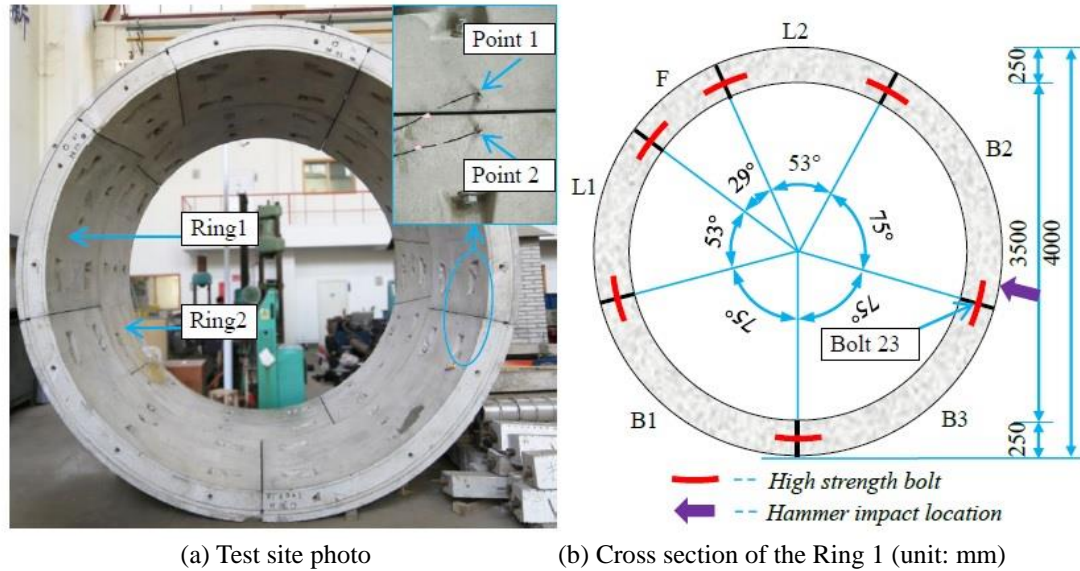 Point 1
Point 2
Ring1
Ring2
L2
F
B2
L1
53°
29°
53°
75°
75°
75°
250
3500
4000
250
Bolt 23
B1
B3
High strength bolt
Hammer impact location
(a) Test site photo
(b) Cross section of the Ring 1 (unit: mm)